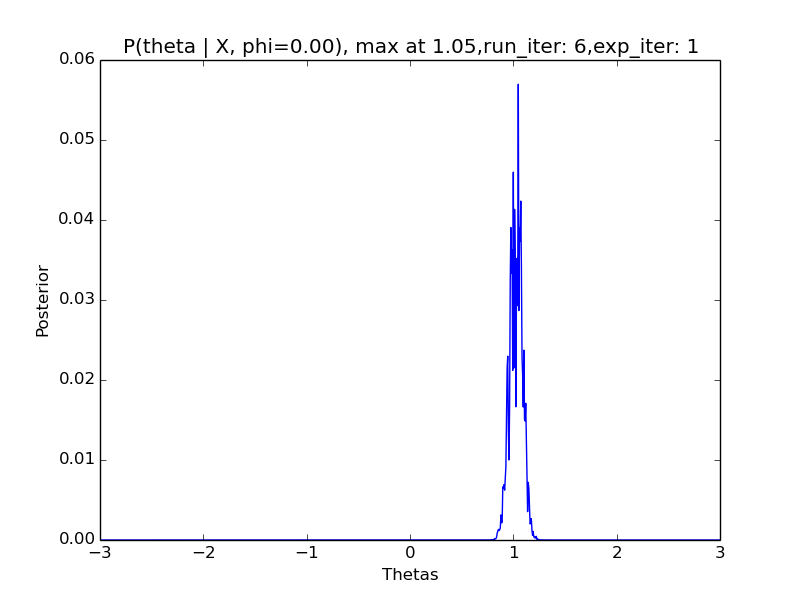 P(theta | X, phi=0.00), max at 1.05,run_iter: 6,exp_iter: 1
0.06
0.05
0.04
0.03
0.02
0.01
0.00
Posterior
−3 −2 −1 0 1 2 3
Thetas